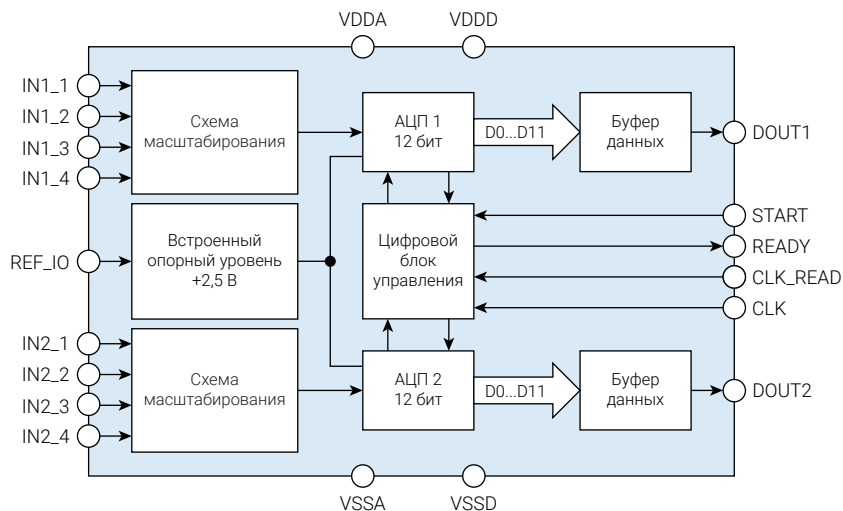 VDDA
VDDD
IN1_1
IN1_2
IN1_3
IN1_4
Схема
масштабирования
АЦП 1
12 бит
D0...D11
Буфер
данных
DOUT1
REF_IO
Встроенный
опорный уровень
+2,5 В
Цифровой
блок
управления
START
READY
CLK_READ
CLK
IN2_1
IN2_2
IN2_3
IN2_4
Схема
масштабирования
АЦП 2
12 бит
D0...D11
Буфер
данных
DOUT2
VSSA
VSSD